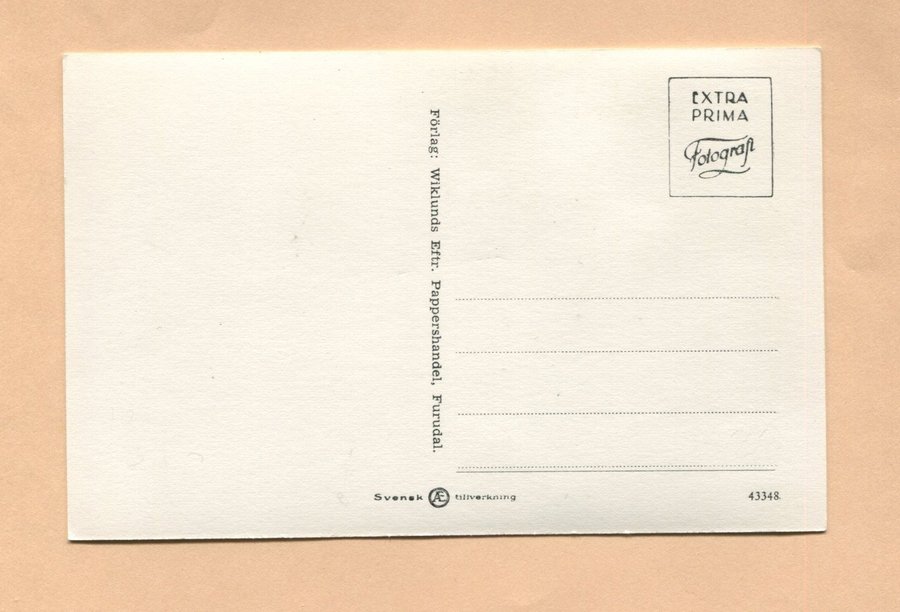 EXTRA
PRIMA
Fotografi
Förlag: Wiklunds Eftr. Pappershandel, Furudal.
Svensk Æ tillverkning
43348